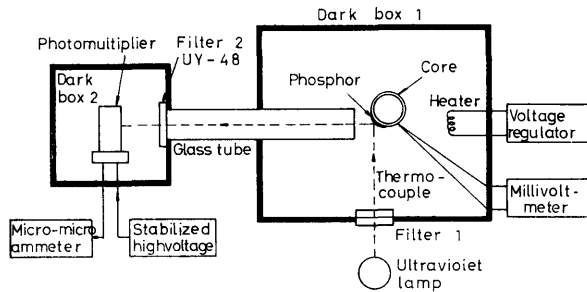 Dark box 1
Photomultiplier
Filter 2
UY-48
Dark
box 2
Phosphor
Core
Heater
Voltage
regulator
Glass tube
Thermo-
couple
Millivolt-
meter
Micro-micro
ammeter
Stabilized
highvoltage
Filter 1
Ultravioiet
lamp